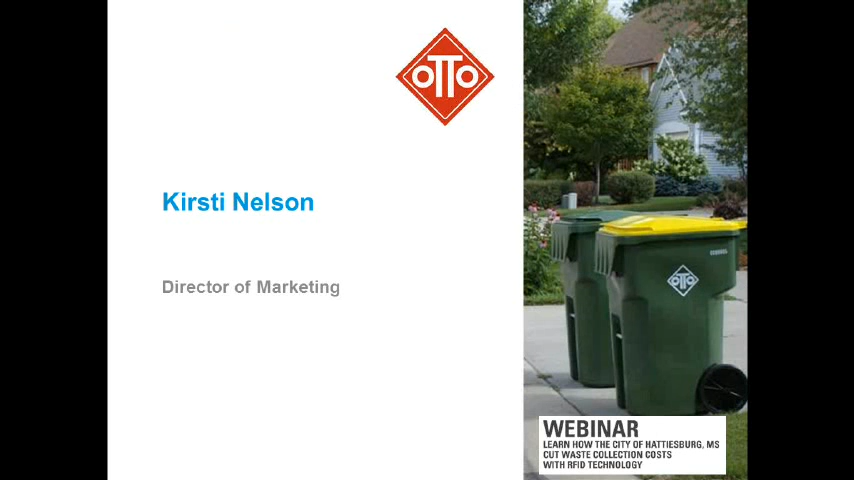 OTTO
Kirsti Nelson
Director of Marketing
OTTO
WEBINAR
LEARN HOW THE CITY OF HATTIESBURG, MS
CUT WASTE COLLECTION COSTS
WITH RFID TECHNOLOGY